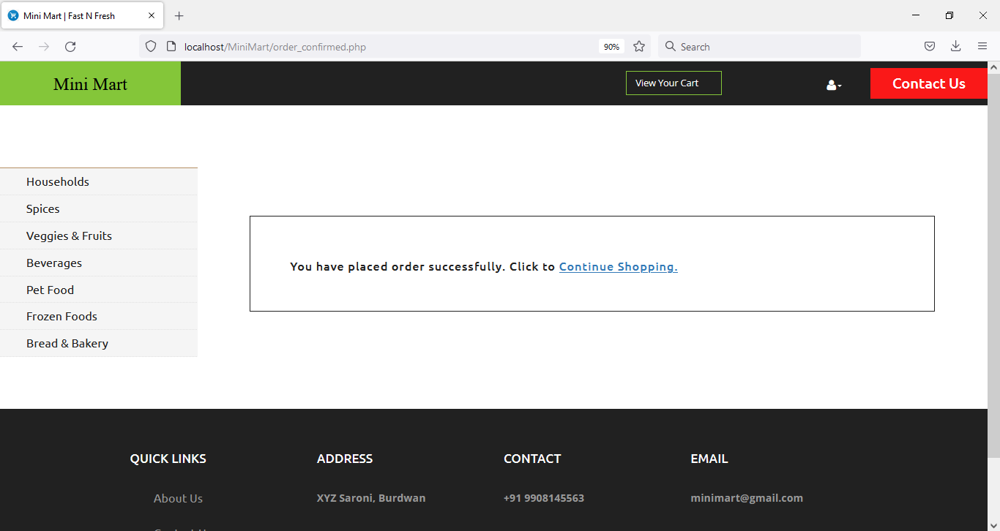 Mini Mart | Fast N Fresh
localhost/MiniMart/order_confirmed.php
90%
Search
Mini Mart
View Your Cart
Contact Us
Households
Spices
Veggies & Fruits
Beverages
Pet Food
Frozen Foods
Bread & Bakery
You have placed order successfully. Click to Continue Shopping.
QUICK LINKS
ADDRESS
CONTACT
EMAIL
About Us
XYZ Saroni, Burdwan
+91 9908145563
minimart@gmail.com